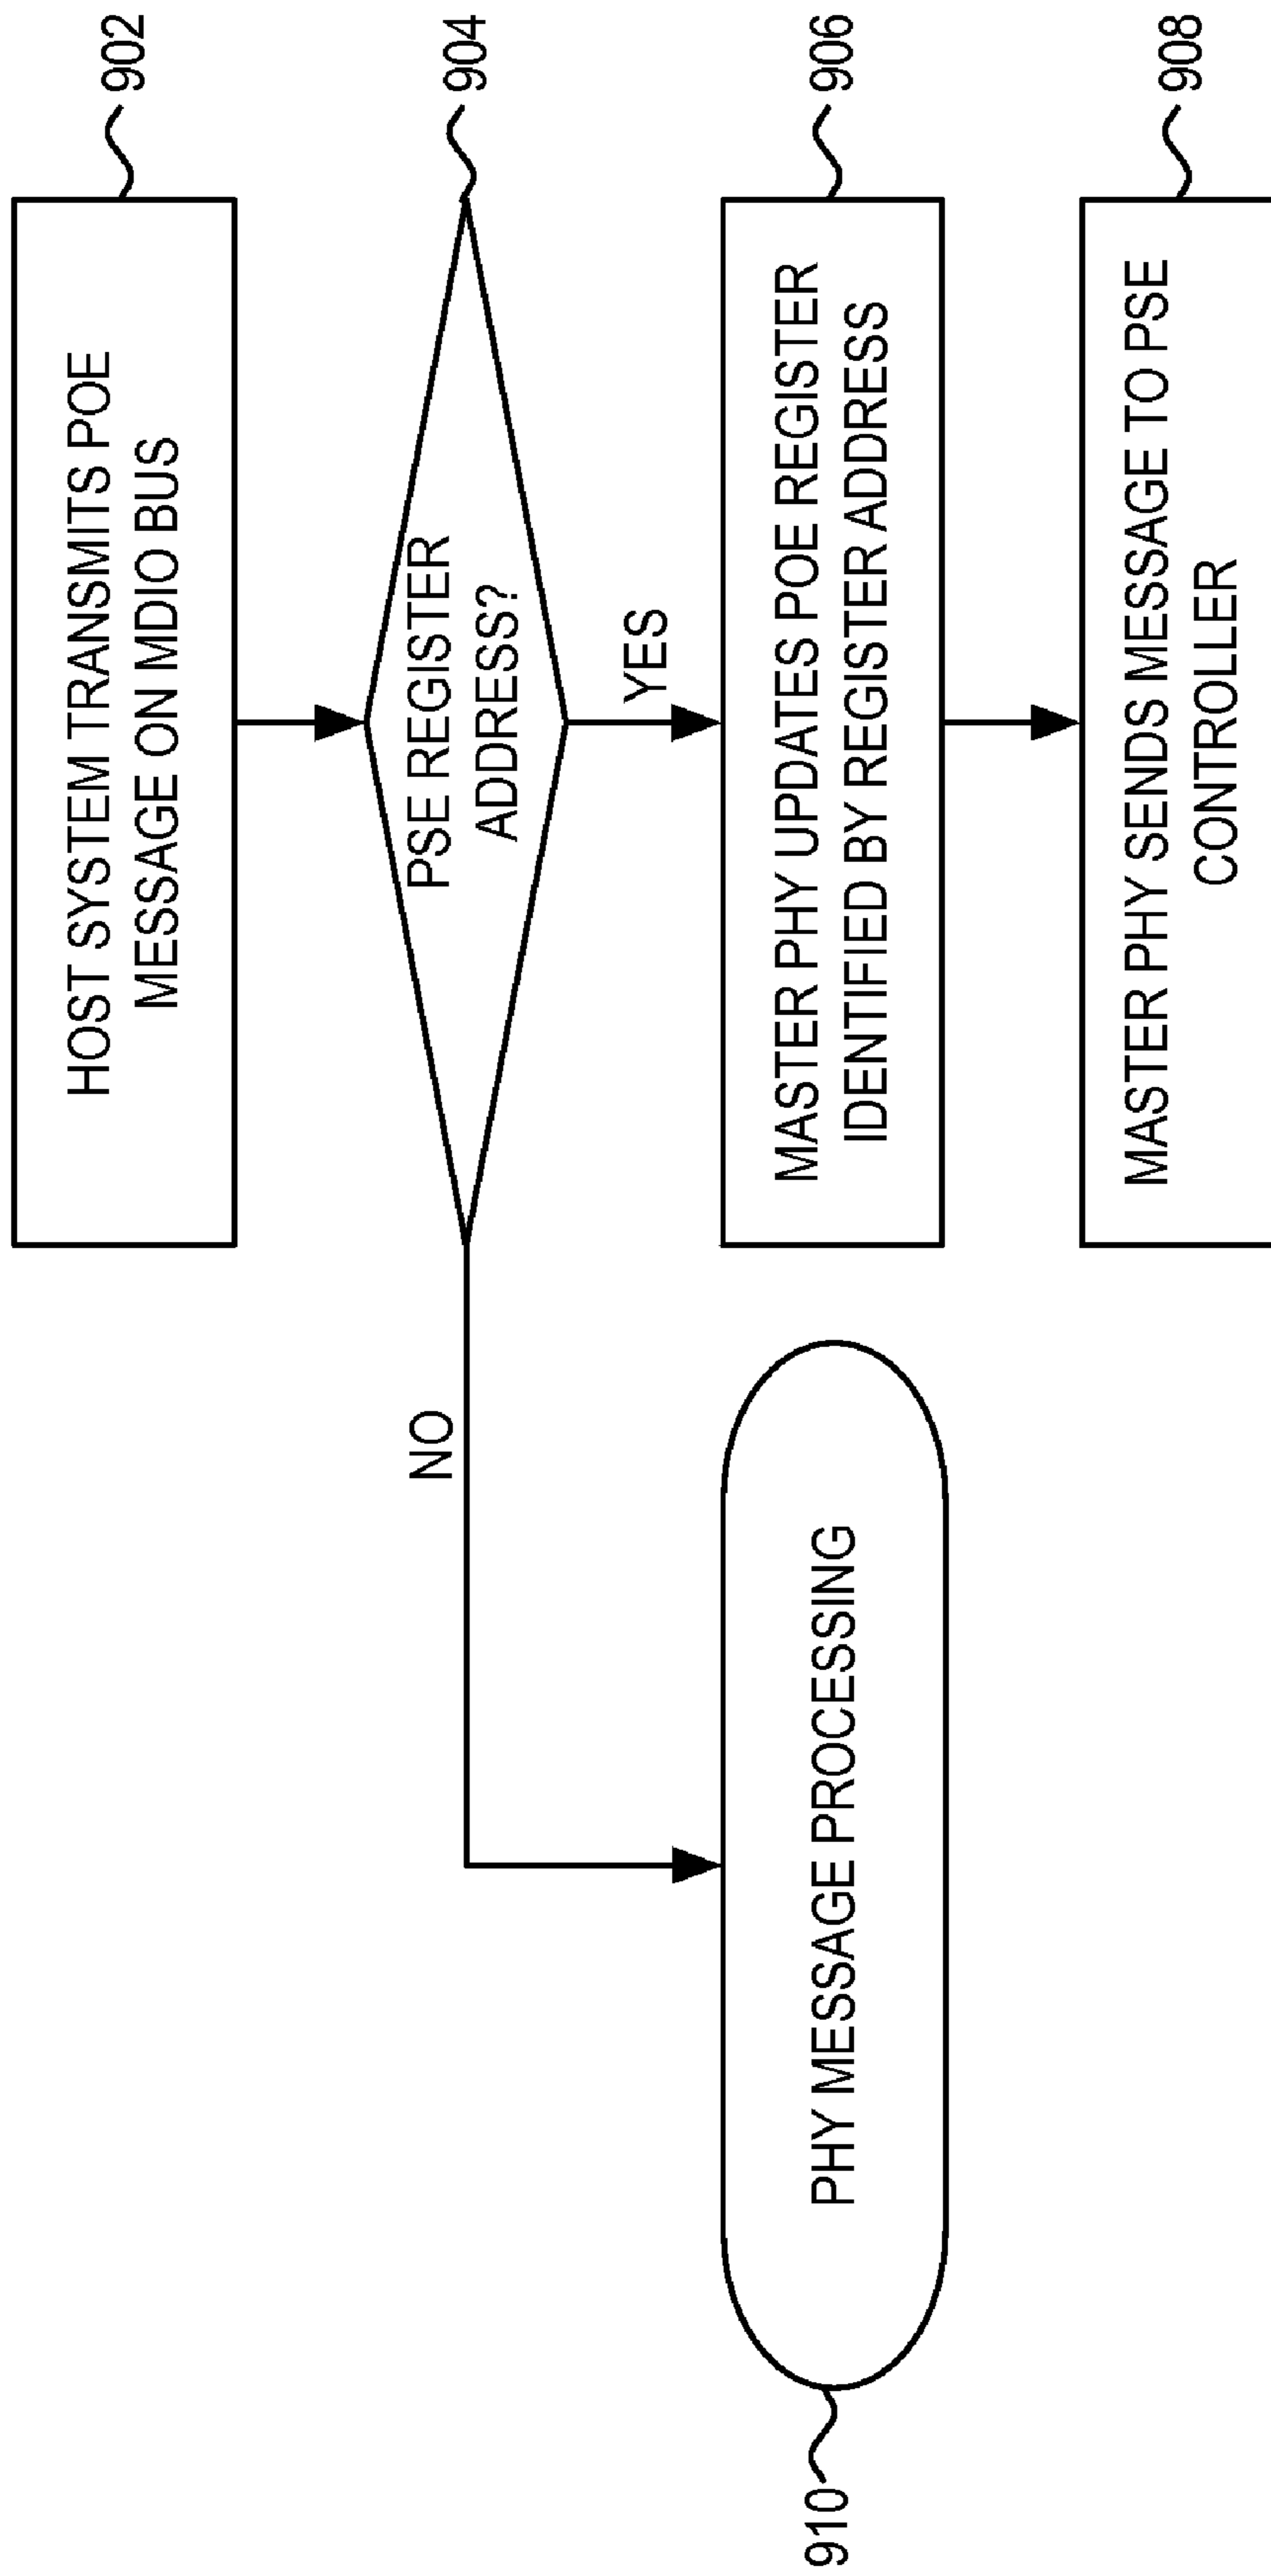 HOST SYSTEM TRANSMITS POE
MESSAGE ON MDIO BUS
902
PSE REGISTER
ADDRESS?
904
NO
YES
MASTER PHY UPDATES POE REGISTER
IDENTIFIED BY REGISTER ADDRESS
906
910
PHY MESSAGE PROCESSING
MASTER PHY SENDS MESSAGE TO PSE
CONTROLLER
908